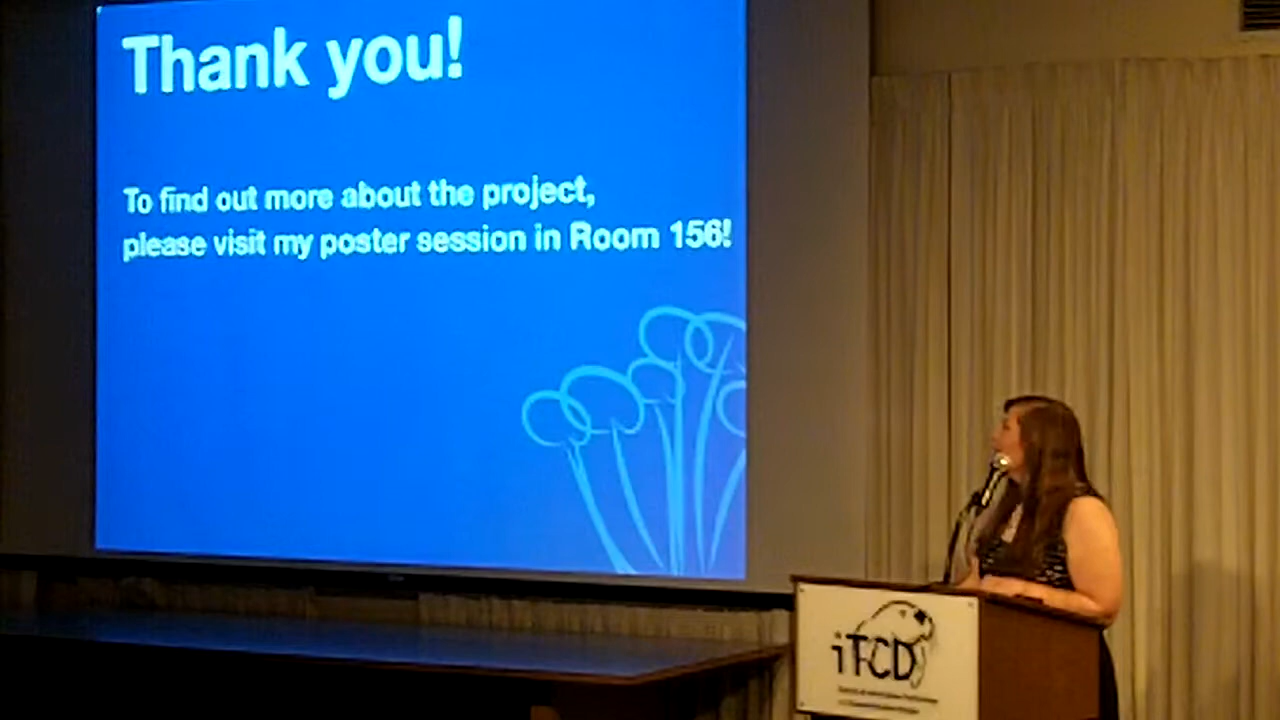 Thank you!
To find out more about the project,
please visit my poster session in Room 156!
iTCD